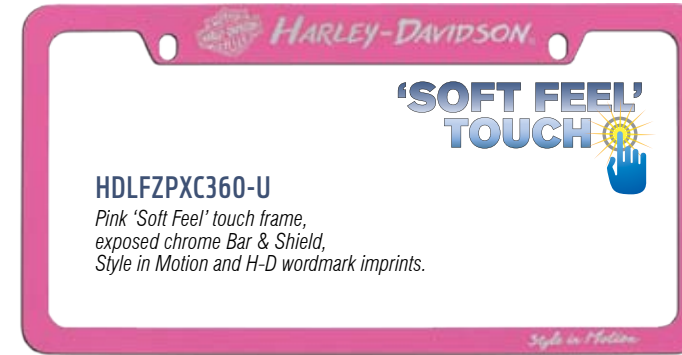 HARLEY-DAVIDSON
'SOFT FEEL'
TOUCH
HDLFZPXC360-U
Pink 'Soft Feel' touch frame,
exposed chrome Bar & Shield,
Style in Motion and H-D wordmark imprints.
Style in Motion